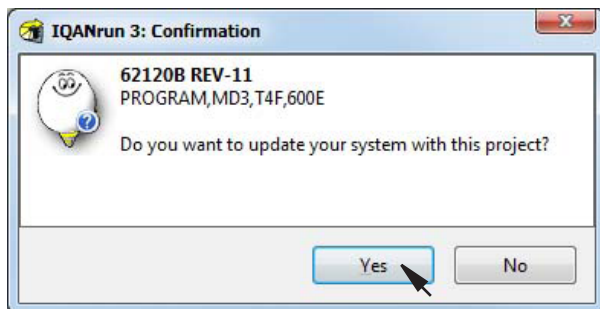 IQANrun 3: Confirmation
62120B REV-11
PROGRAM,MD3,T4F,600E
Do you want to update your system with this project?
Yes
No